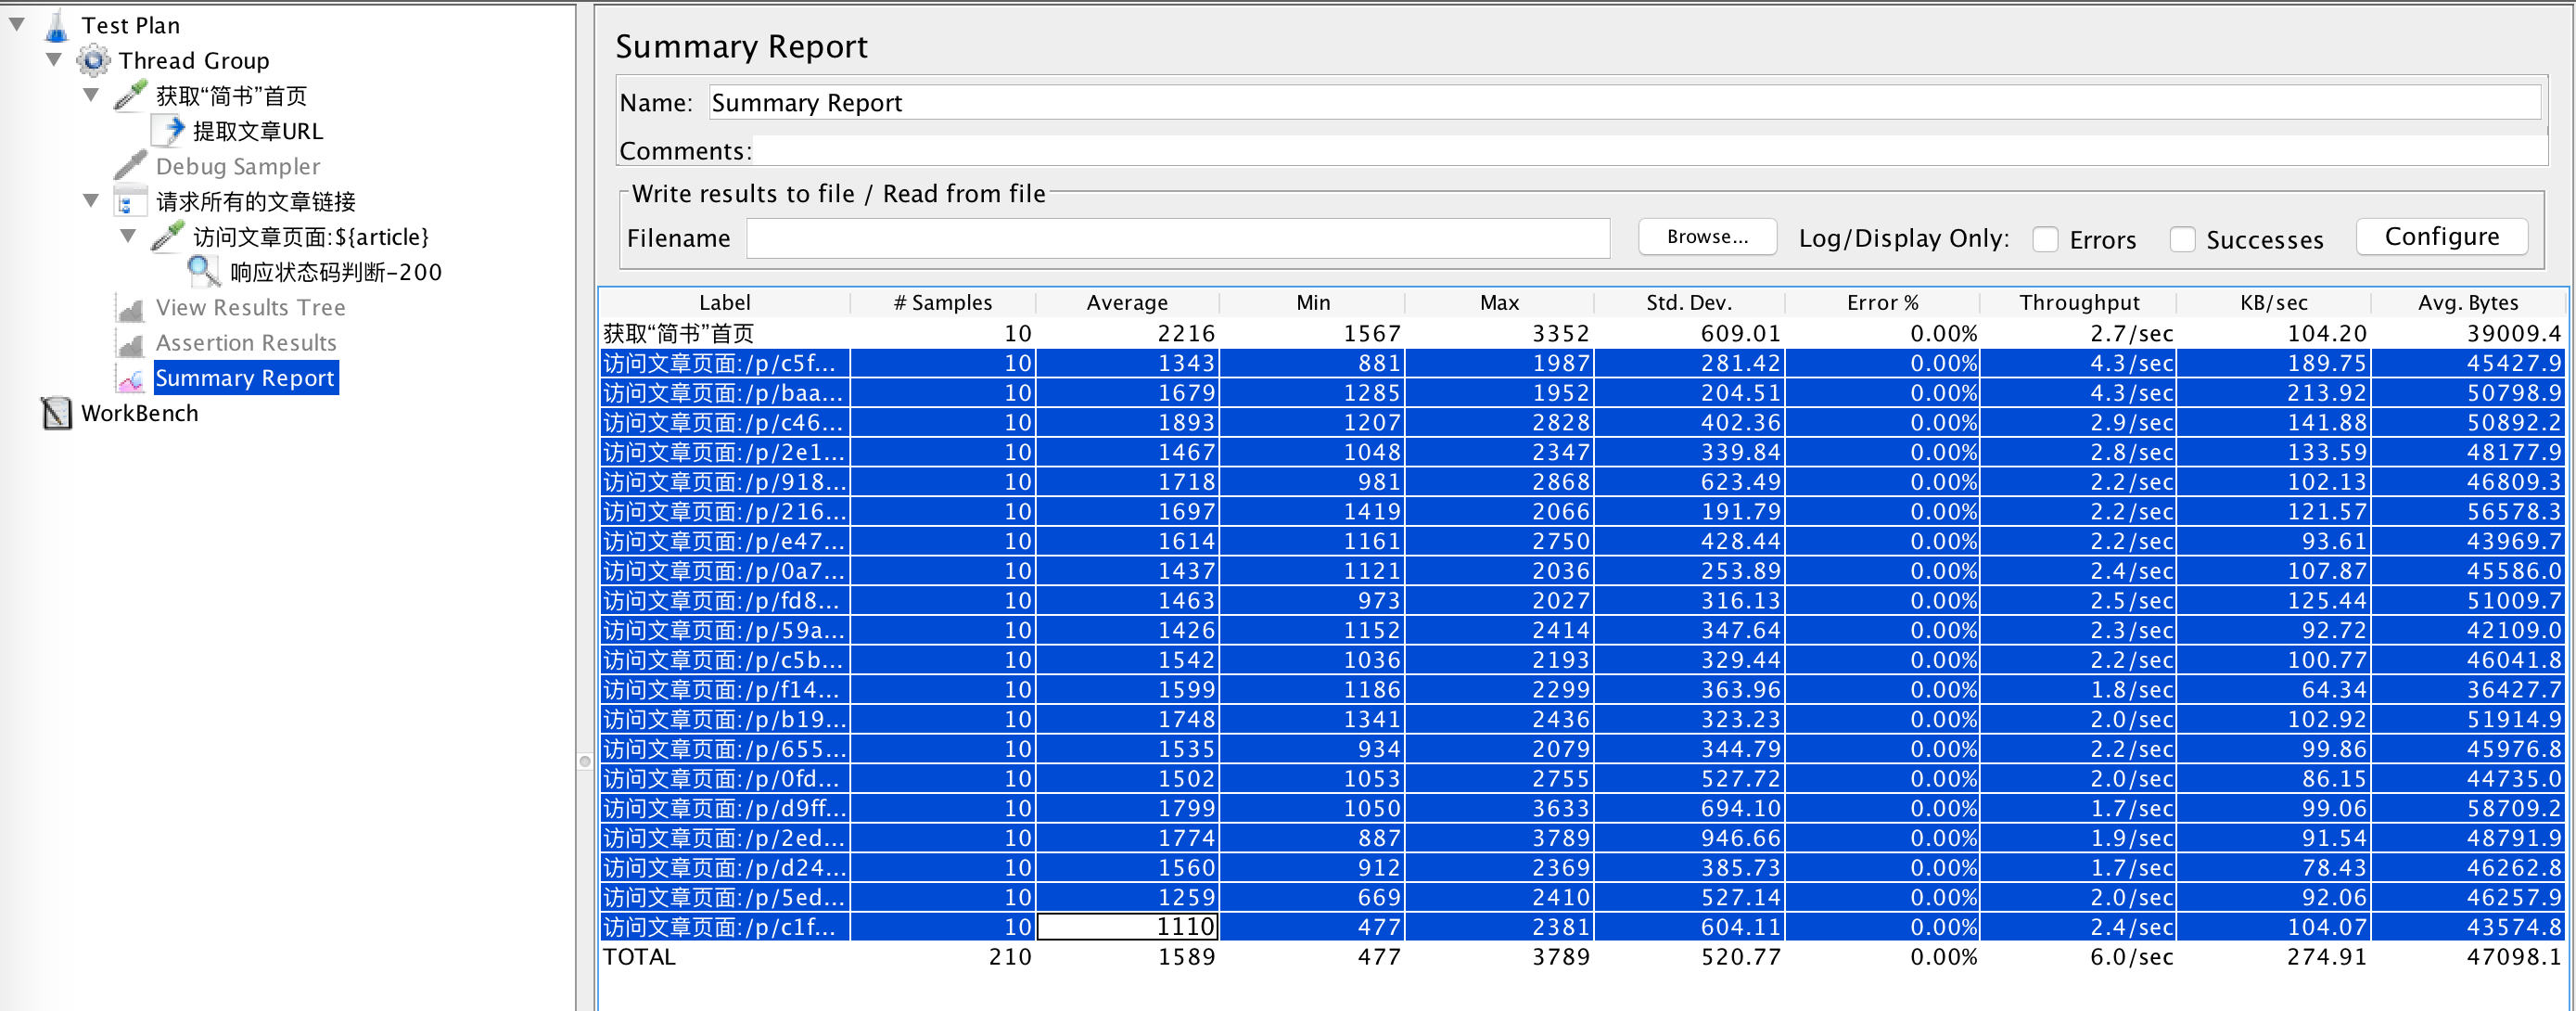 Test Plan
Thread Group
获取“简书”首页
提取文章URL
Debug Sampler
请求所有的文章链接
访问文章页面:${article}
响应状态码判断-200
View Results Tree
Assertion Results
Summary Report
WorkBench
Summary Report
Name: Summary Report
Comments:
Write results to file / Read from file
Filename Browse... Log/Display Only: Errors Successes Configure
Label # Samples Average Min Max Std. Dev. Error % Throughput KB/sec Avg. Bytes
获取“简书”首页 10 2216 1567 3352 609.01 0.00% 2.7/sec 104.20 39009.4
访问文章页面:/p/c5f... 10 1343 881 1987 281.42 0.00% 4.3/sec 189.75 45427.9
访问文章页面:/p/baa... 10 1679 1285 1952 204.51 0.00% 4.3/sec 213.92 50798.9
访问文章页面:/p/c46... 10 1893 1207 2828 402.36 0.00% 2.9/sec 141.88 50892.2
访问文章页面:/p/2e1... 10 1467 1048 2347 339.84 0.00% 2.8/sec 133.59 48177.9
访问文章页面:/p/918... 10 1718 981 2868 623.49 0.00% 2.2/sec 102.13 46809.3
访问文章页面:/p/216... 10 1697 1419 2066 191.79 0.00% 2.2/sec 121.57 56578.3
访问文章页面:/p/e47... 10 1614 1161 2750 428.44 0.00% 2.2/sec 93.61 43969.7
访问文章页面:/p/0a7... 10 1437 1121 2036 253.89 0.00% 2.4/sec 107.87 45586.0
访问文章页面:/p/fd8... 10 1463 973 2027 316.13 0.00% 2.5/sec 125.44 51009.7
访问文章页面:/p/59a... 10 1426 1152 2414 347.64 0.00% 2.3/sec 92.72 42109.0
访问文章页面:/p/c5b... 10 1542 1036 2193 329.44 0.00% 2.2/sec 100.77 46041.8
访问文章页面:/p/f14... 10 1599 1186 2299 363.96 0.00% 1.8/sec 64.34 36427.7
访问文章页面:/p/b19... 10 1748 1341 2436 323.23 0.00% 2.0/sec 102.92 51914.9
访问文章页面:/p/655... 10 1535 934 2079 344.79 0.00% 2.2/sec 99.86 45976.8
访问文章页面:/p/0fd... 10 1502 1053 2755 527.72 0.00% 2.0/sec 86.15 44735.0
访问文章页面:/p/d9ff... 10 1799 1050 3633 694.10 0.00% 1.7/sec 99.06 58709.2
访问文章页面:/p/2ed... 10 1774 887 3789 946.66 0.00% 1.9/sec 91.54 48791.9
访问文章页面:/p/d24... 10 1560 912 2369 385.73 0.00% 1.7/sec 78.43 46262.8
访问文章页面:/p/5ed... 10 1259 669 2410 527.14 0.00% 2.0/sec 92.06 46257.9
访问文章页面:/p/c1f... 10 1110 477 2381 604.11 0.00% 2.4/sec 104.07 43574.8
TOTAL 210 1589 477 3789 520.77 0.00% 6.0/sec 274.91 47098.1